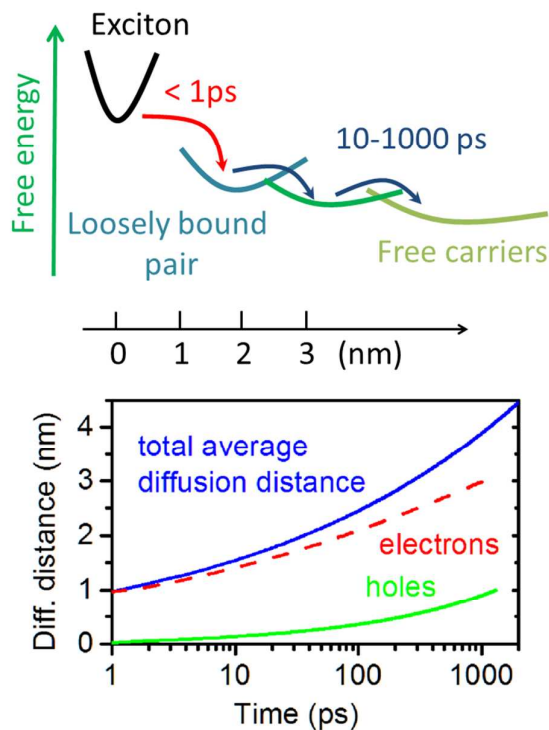 Exciton
< 1ps
10-1000 ps
Free energy
Loosely bound
pair
Free carriers
0 1 2 3 (nm)
4
3
2
1
0
Diff. distance (nm)
total average
diffusion distance
electrons
holes
1 10 100 1000
Time (ps)